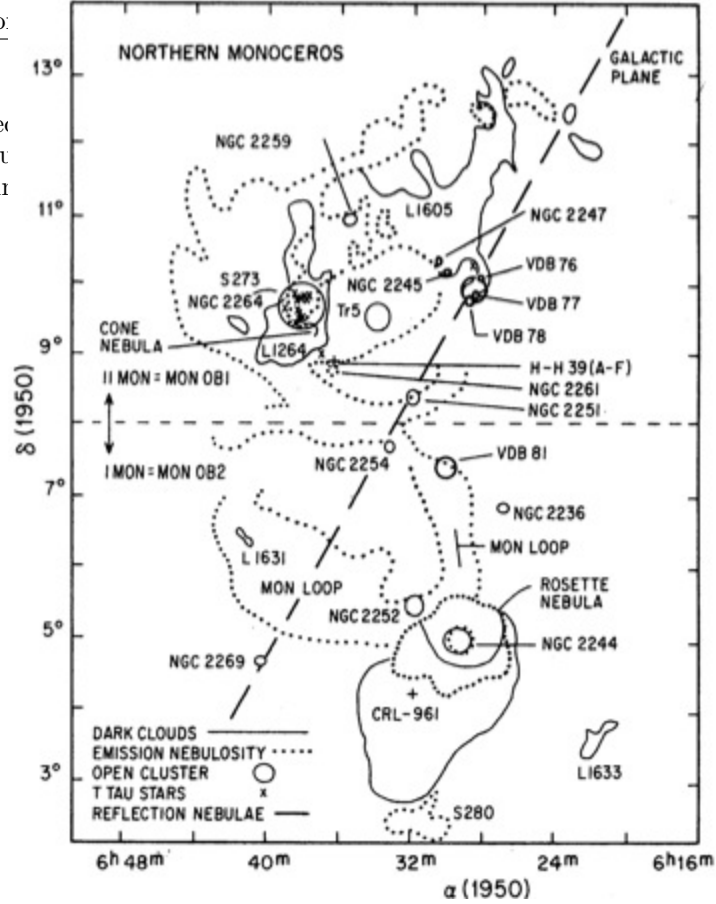 NORTHERN MONOCEROS
GALACTIC
PLANE
13°
NGC 2259
L1605
11°
NGC 2247
S273
NGC 2264
NGC 2245
VDB 76
Tr5
VDB 77
CONE
NEBULA
L1264
VDB 78
9°
H-H 39(A-F)
II MON = MON OB1
NGC 2261
NGC 2251
δ (1950)
I MON = MON OB2
NGC 2254
VDB 81
7°
NGC 2236
L1631
MON LOOP
MON LOOP
ROSETTE
NEBULA
NGC 2252
5°
NGC 2244
NGC 2269
CRL-961
DARK CLOUDS
EMISSION NEBULOSITY
OPEN CLUSTER
T TAU STARS x
REFLECTION NEBULAE
3°
L1633
S280
6h 48m 40m 32m 24m 6h 16m
α (1950)